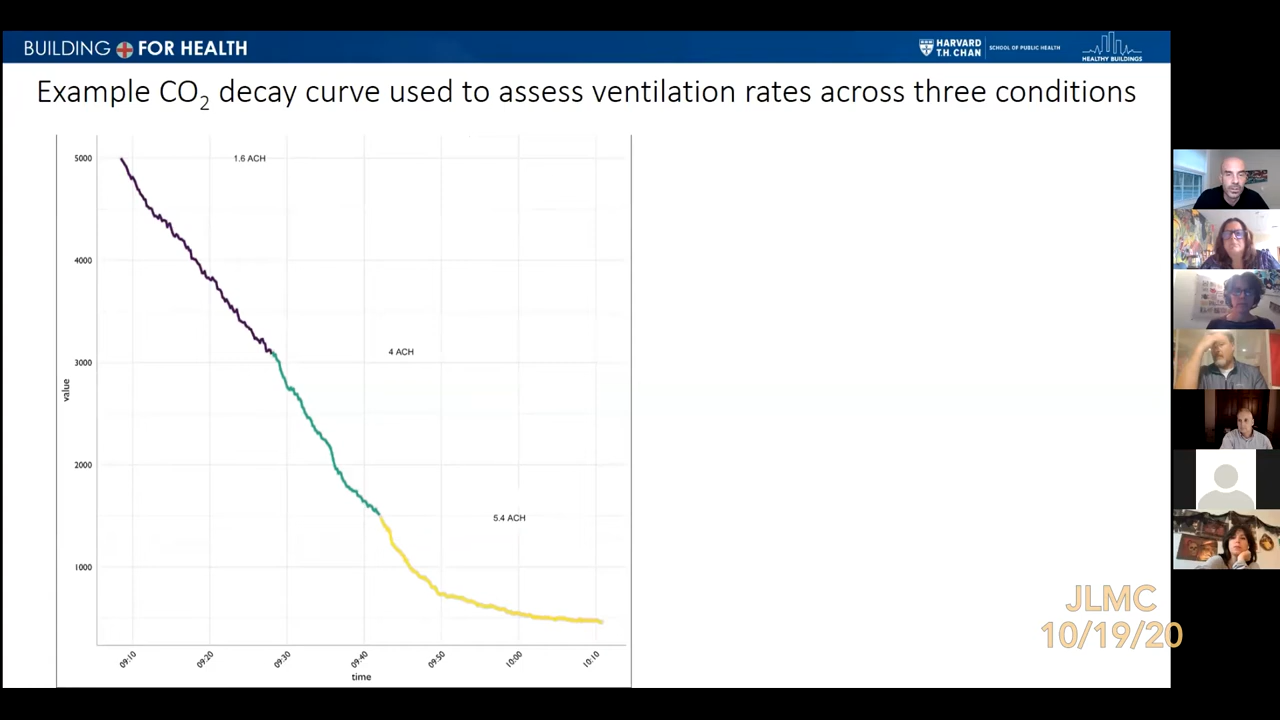 BUILDING FOR HEALTH
HARVARD
T.H. CHAN
SCHOOL OF PUBLIC HEALTH
HEALTHY BUILDINGS
Example CO₂ decay curve used to assess ventilation rates across three conditions
5000
4000
3000
2000
1000
value
1.6 ACH
4 ACH
5.4 ACH
09:10
09:20
09:30
09:40
09:50
10:00
10:10
time
JLMC
10/19/20